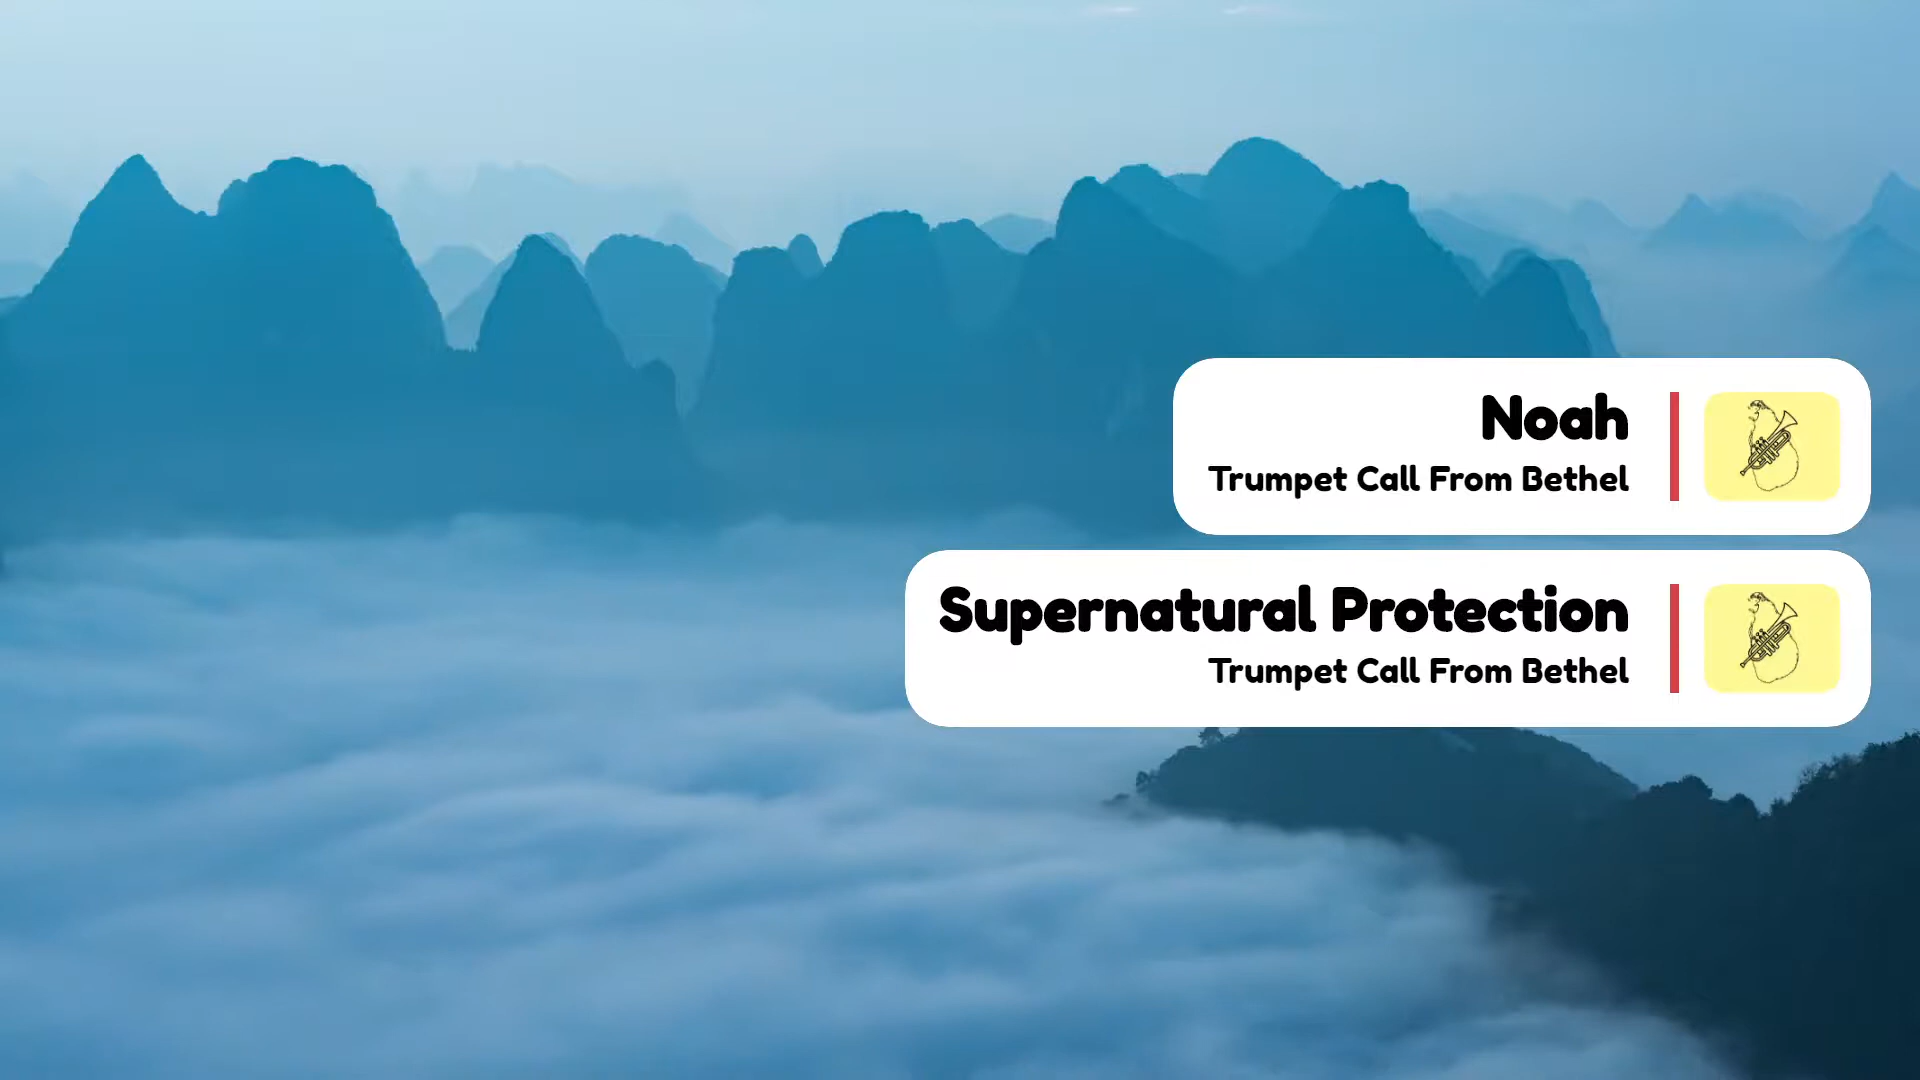 Noah
Trumpet Call From Bethel
Supernatural Protection
Trumpet Call From Bethel